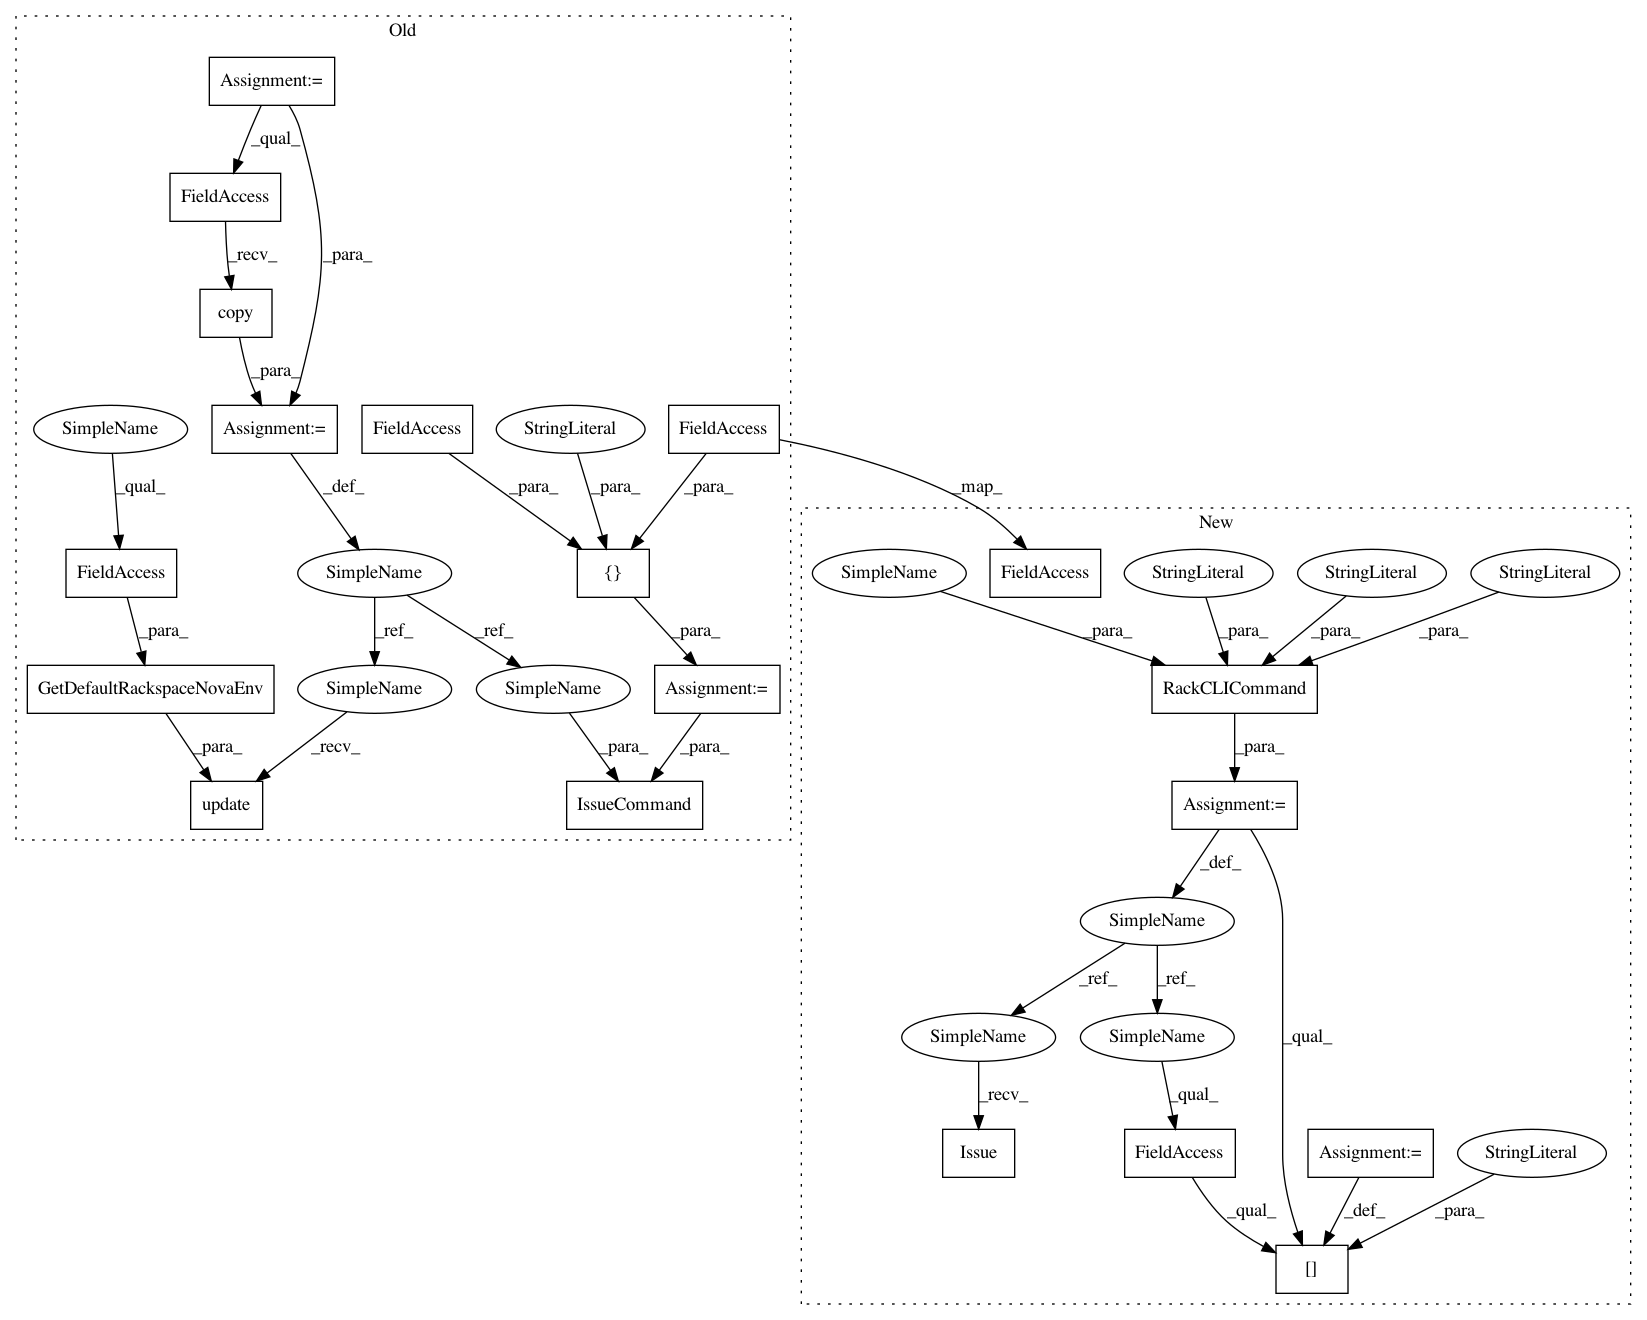 Old
Assignment:=
_qual_
FieldAccess
_recv_
_para_
copy
_para_
SimpleName
Assignment:=
FieldAccess
StringLiteral
FieldAccess
_qual_
_def_
_para_
_para_
_para_
_map_
New
FieldAccess
SimpleName
{}
FieldAccess
SimpleName
StringLiteral
StringLiteral
StringLiteral
_para_
_ref_
_ref_
_para_
_para_
_para_
_para_
_para_
GetDefaultRackspaceNovaEnv
SimpleName
SimpleName
Assignment:=
RackCLICommand
_para_
_recv_
_para_
_para_
_para_
update
IssueCommand
Assignment:=
_def_
SimpleName
_ref_
_ref_
SimpleName
SimpleName
_qual_
_recv_
_qual_
Issue
FieldAccess
Assignment:=
StringLiteral
_qual_
_def_
_para_
[]